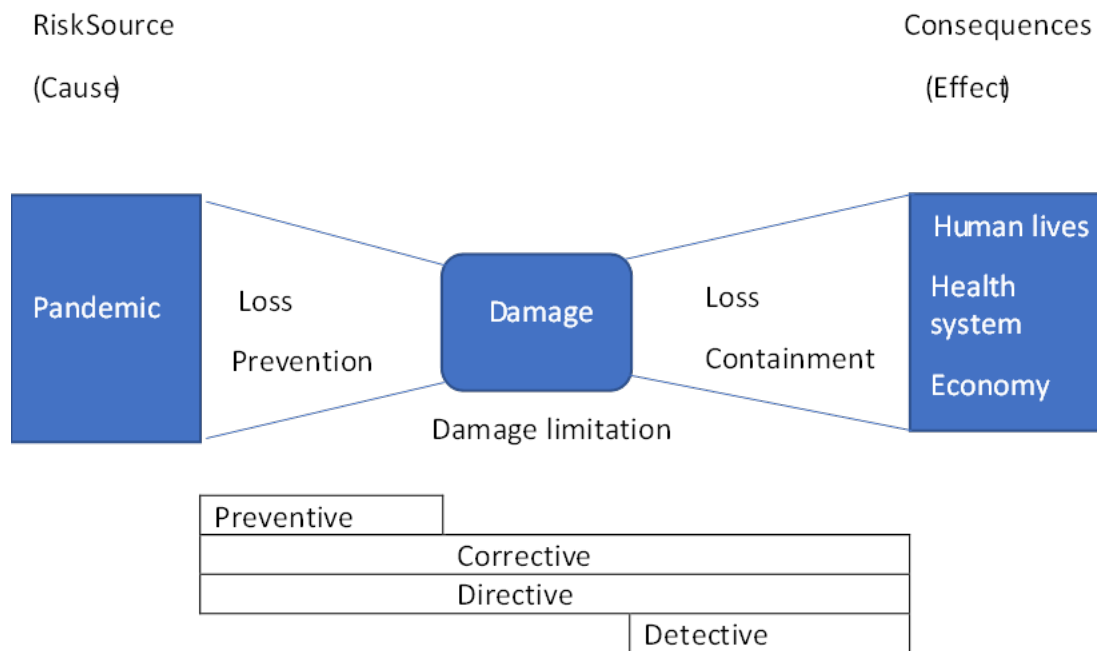 RiskSource
(Cause)
Consequences
(Effect)
Pandemic
Loss
Prevention
Damage
Damage limitation
Loss
Containment
Human lives
Health
system
Economy
Preventive
Corrective
Directive
Detective